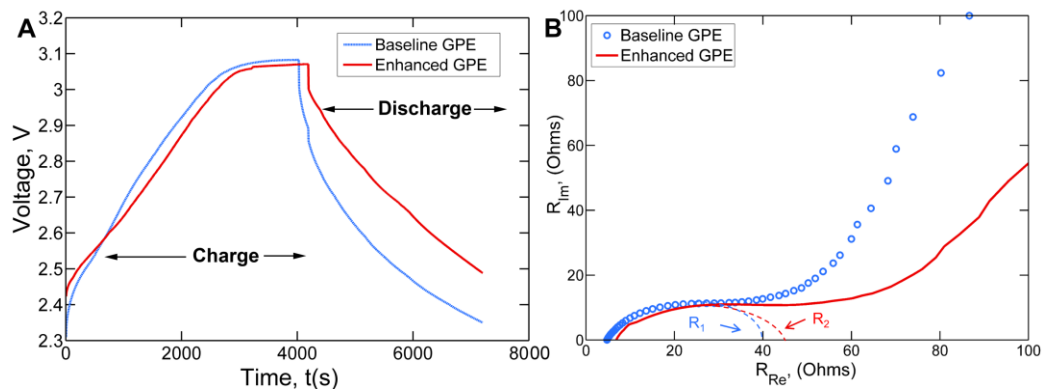 A
3.2
3.1
3
2.9
2.8
2.7
2.6
2.5
2.4
2.3
Voltage, V
Baseline GPE
Enhanced GPE
Discharge
Charge
0
2000
4000
6000
8000
Time, t(s)
B
100
80
60
40
20
0
R_Im, (Ohms)
Baseline GPE
Enhanced GPE
R_1
R_2
0
20
40
60
80
100
R_Re, (Ohms)